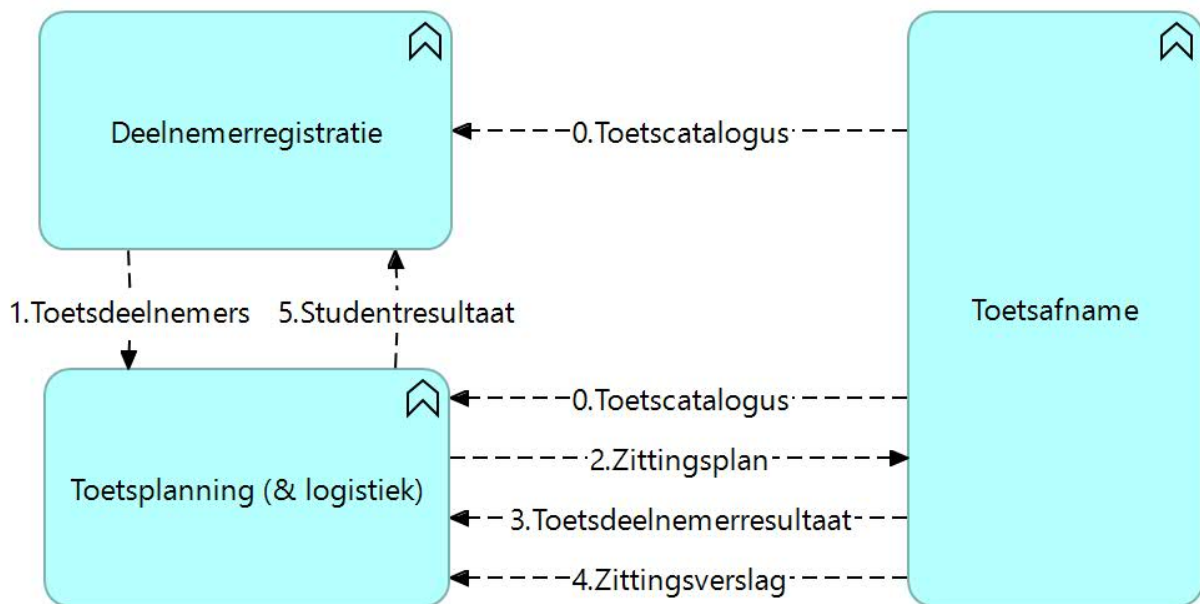 Deelnemerregistratie
0.Toetscatalogus
Toetsafname
1.Toetsdeelnemers
5.Studentresultaat
0.Toetscatalogus
2.Zittingsplan
Toetsplanning (& logistiek)
3.Toetsdeelnemerresultaat
4.Zittingsverslag